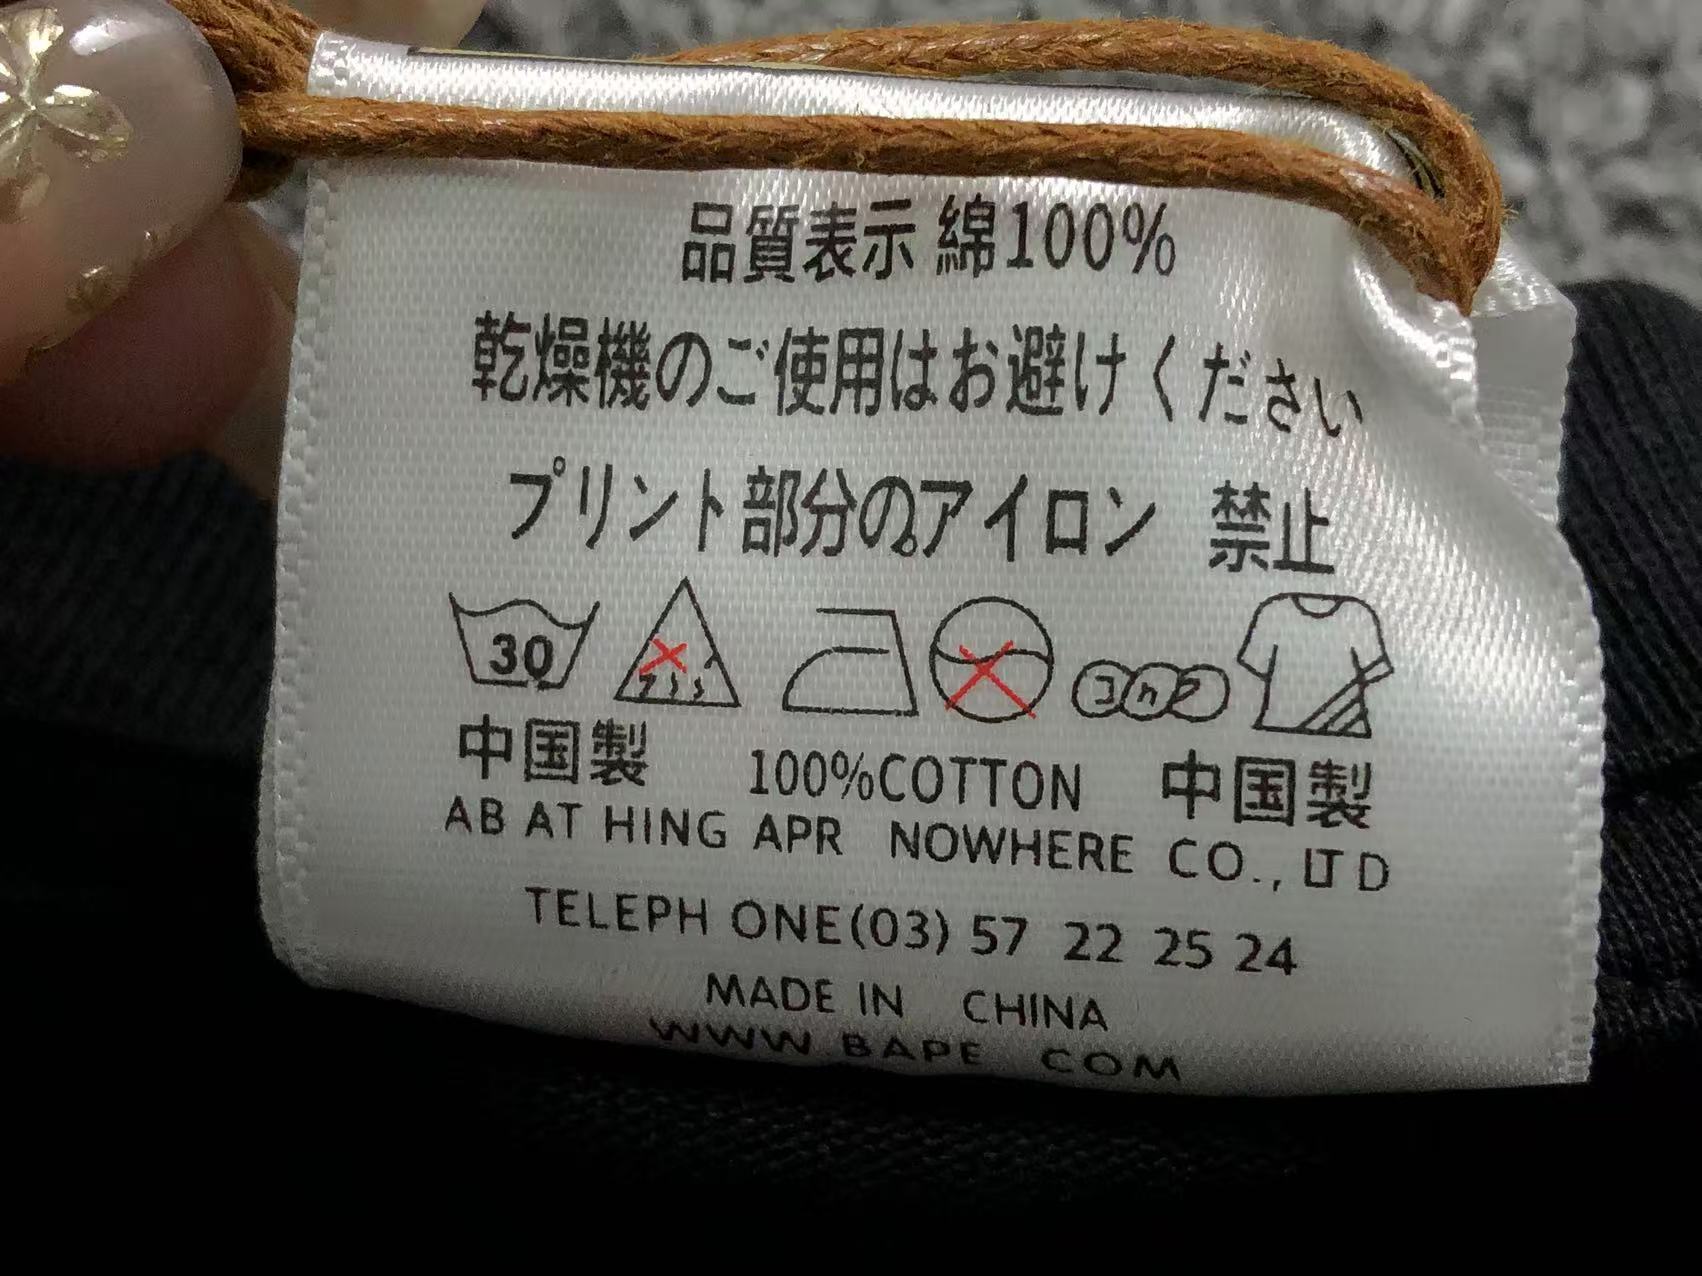 品質表示 綿100%
乾燥機のご使用はお避けください
プリント部分のアイロン 禁止
30
中国製 100%COTTON 中国製
AB AT HING APR NOWHERE CO., LTD
TELEPH ONE(03) 57 22 25 24
MADE IN CHINA
WWW BAPE COM